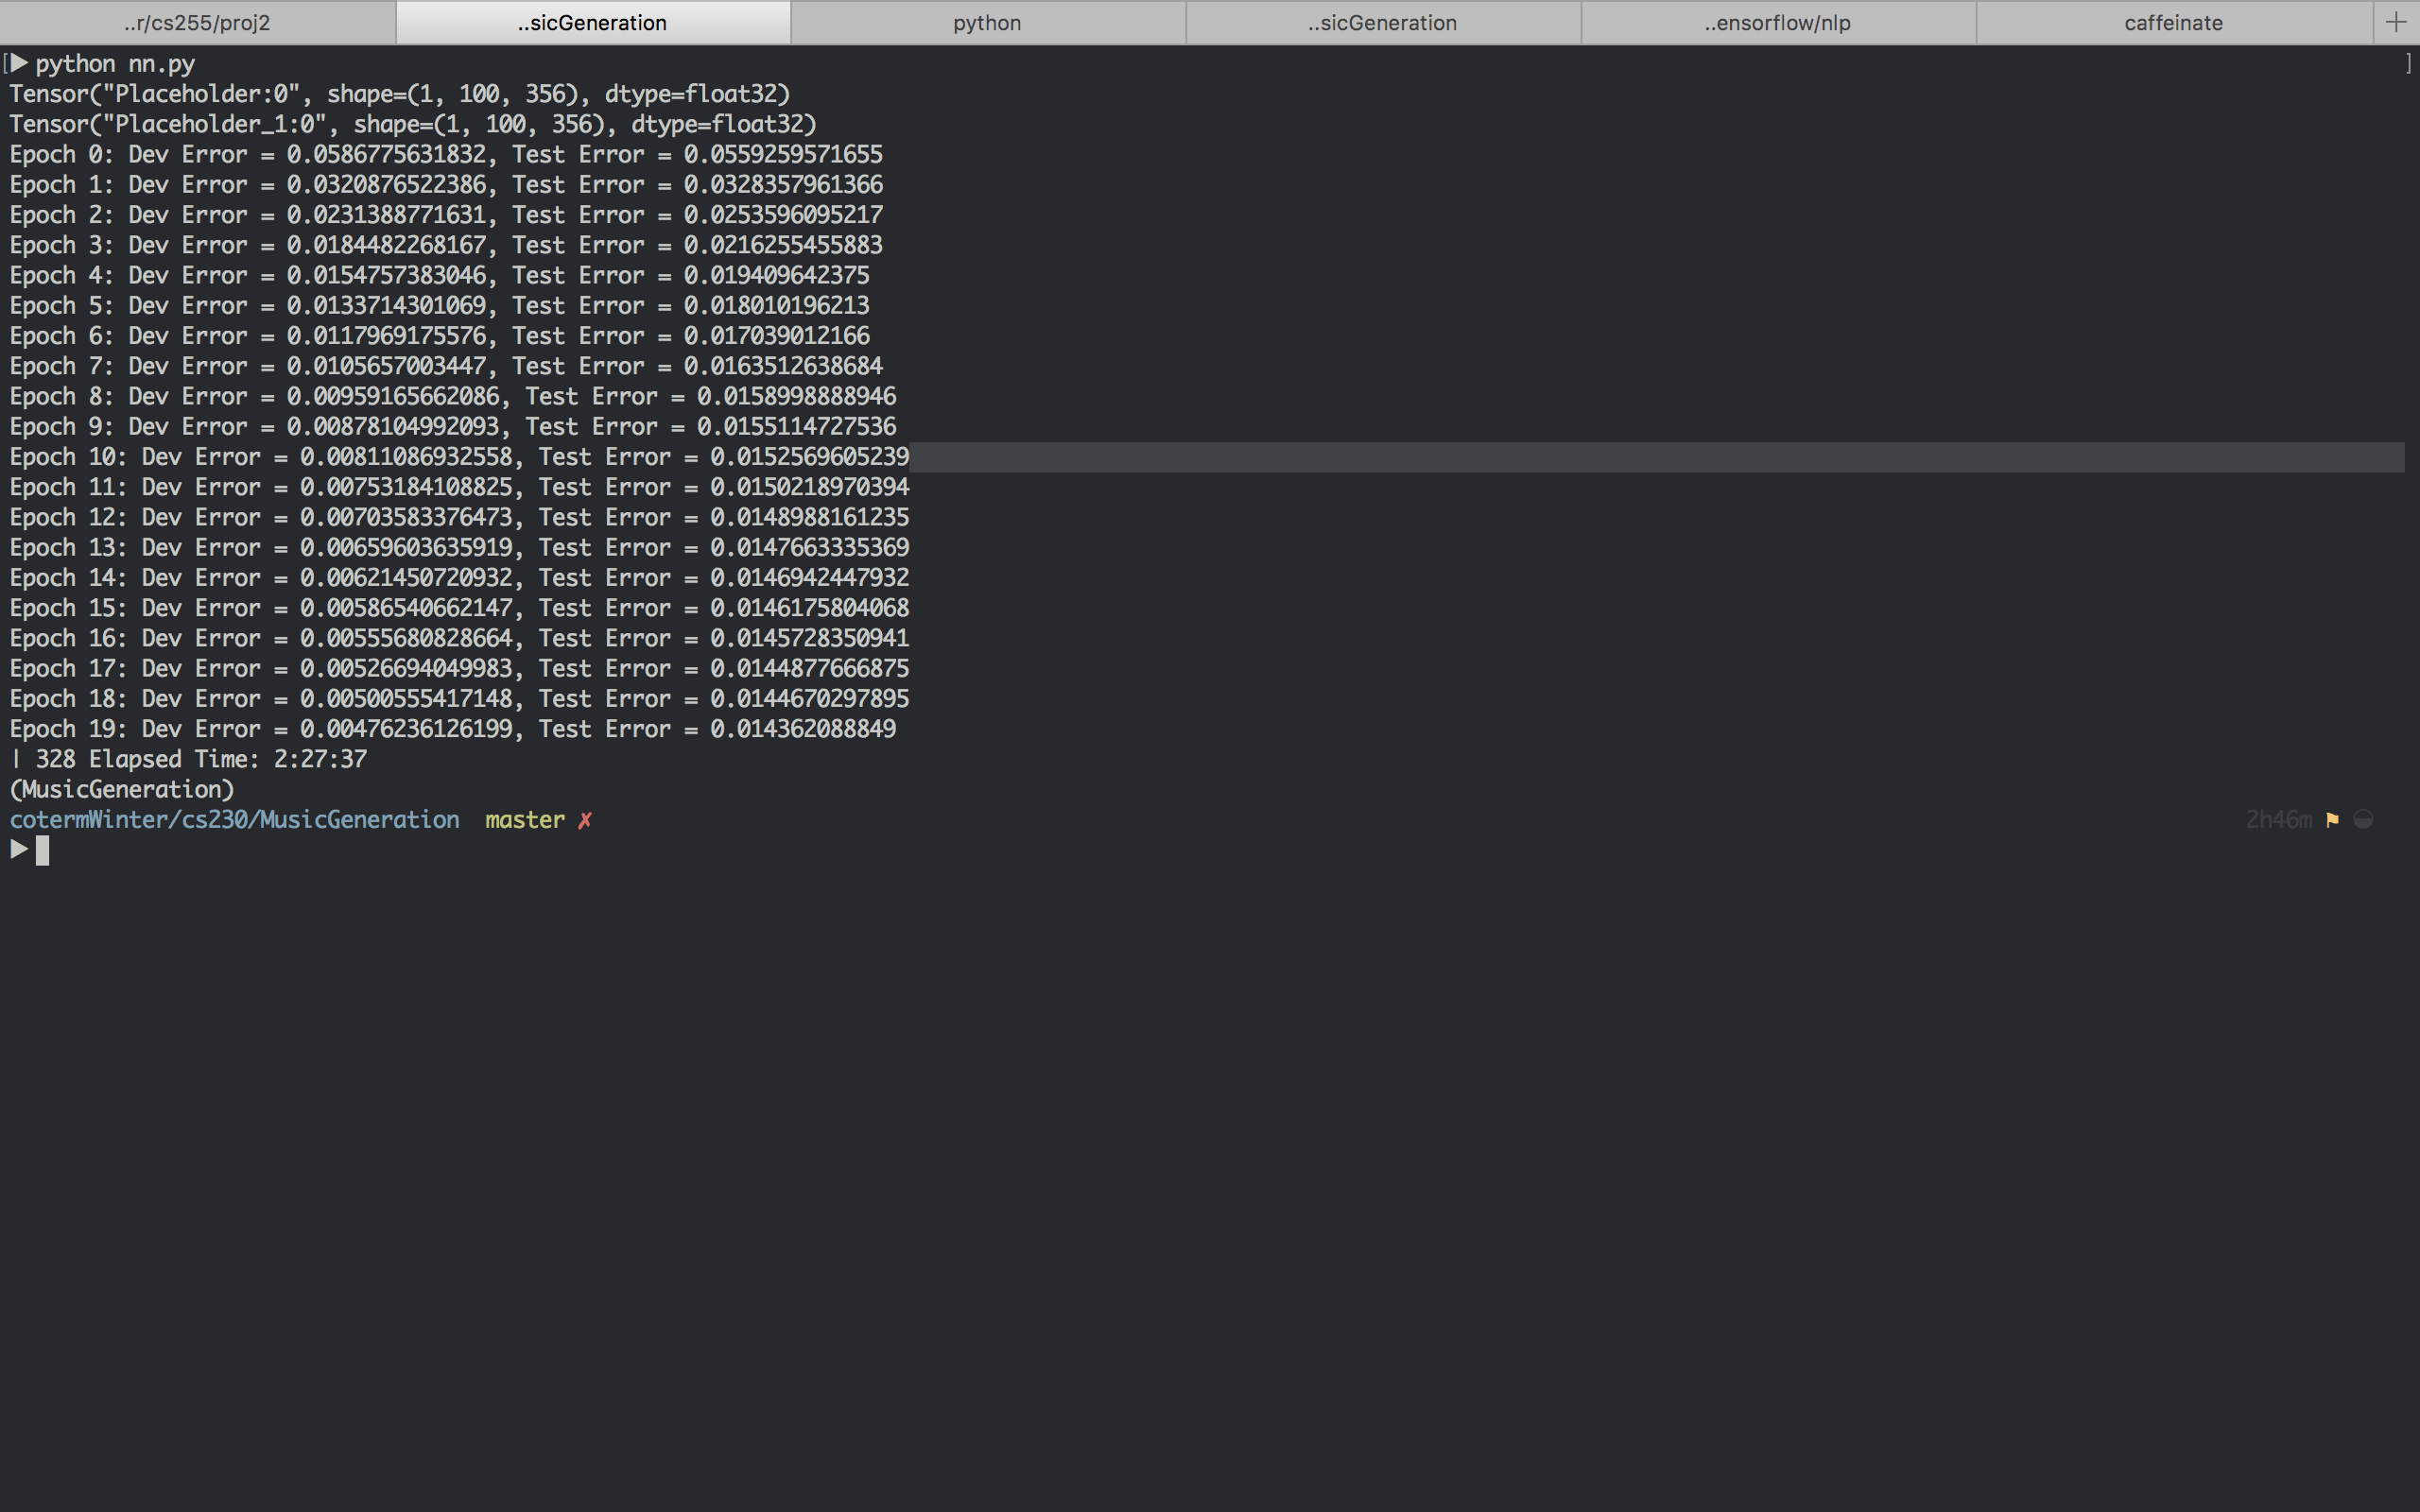 ..r/cs255/proj2 ..sicGeneration python ..sicGeneration ..ensorflow/nlp caffeinate +
[▶ python nn.py ]
Tensor("Placeholder:0", shape=(1, 100, 356), dtype=float32)
Tensor("Placeholder_1:0", shape=(1, 100, 356), dtype=float32)
Epoch 0: Dev Error = 0.0586775631832, Test Error = 0.0559259571655
Epoch 1: Dev Error = 0.0320876522386, Test Error = 0.0328357961366
Epoch 2: Dev Error = 0.0231388771631, Test Error = 0.0253596095217
Epoch 3: Dev Error = 0.0184482268167, Test Error = 0.0216255455883
Epoch 4: Dev Error = 0.0154757383046, Test Error = 0.019409642375
Epoch 5: Dev Error = 0.0133714301069, Test Error = 0.018010196213
Epoch 6: Dev Error = 0.0117969175576, Test Error = 0.017039012166
Epoch 7: Dev Error = 0.0105657003447, Test Error = 0.0163512638684
Epoch 8: Dev Error = 0.00959165662086, Test Error = 0.0158998888946
Epoch 9: Dev Error = 0.00878104992093, Test Error = 0.0155114727536
Epoch 10: Dev Error = 0.00811086932558, Test Error = 0.0152569605239
Epoch 11: Dev Error = 0.00753184108825, Test Error = 0.0150218970394
Epoch 12: Dev Error = 0.00703583376473, Test Error = 0.0148988161235
Epoch 13: Dev Error = 0.00659603635919, Test Error = 0.0147663335369
Epoch 14: Dev Error = 0.00621450720932, Test Error = 0.0146942447932
Epoch 15: Dev Error = 0.00586540662147, Test Error = 0.0146175804068
Epoch 16: Dev Error = 0.00555680828664, Test Error = 0.0145728350941
Epoch 17: Dev Error = 0.00526694049983, Test Error = 0.0144877666875
Epoch 18: Dev Error = 0.00500555417148, Test Error = 0.0144670297895
Epoch 19: Dev Error = 0.00476236126199, Test Error = 0.014362088849
| 328 Elapsed Time: 2:27:37
(MusicGeneration)
cotermWinter/cs230/MusicGeneration master ✗ 2h46m ⚑ ◒
▶